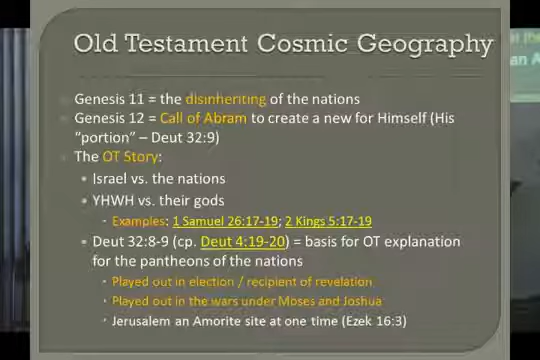 Old Testament Cosmic Geography
Genesis 11 = the disinheriting of the nations
Genesis 12 = Call of Abram to create a new for Himself (His
“portion” – Deut 32:9)
The OT Story:
Israel vs. the nations
YHWH vs. their gods
Examples: 1 Samuel 26:17-19; 2 Kings 5:17-19
Deut 32:8-9 (cp. Deut 4:19-20) = basis for OT explanation
for the pantheons of the nations
Played out in election / recipient of revelation
Played out in the wars under Moses and Joshua
Jerusalem an Amorite site at one time (Ezek 16:3)